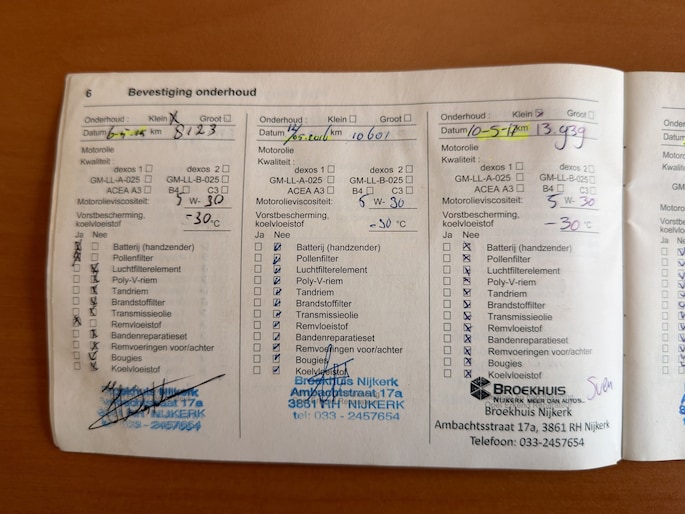 6 Bevestiging onderhoud
Onderhoud : Klein X Groot
Datum km 8123
Motorolie
Kwaliteit :
dexos 1 dexos 2
GM-LL-A-025 GM-LL-B-025
ACEA A3 B4 C3
Motorolieviscositeit: 5 W- 30
Vorstbescherming,
koelvloeistof -30 °C
Ja Nee
Batterij (handzender)
Pollenfilter
Luchtfilterelement
Poly-V-riem
Tandriem
Brandstoffilter
Transmissieolie
Remvloeistof
Bandenreparatieset
Remvoeringen voor/achter
Bougies
Koelvloeistof
Nijkerk
17a
NIJKERK
033 - 2457654
Onderhoud : Klein Groot
Datum km 10601
Motorolie
Kwaliteit :
dexos 1 dexos 2
GM-LL-A-025 GM-LL-B-025
ACEA A3 B4 C3
Motorolieviscositeit: 5 W- 30
Vorstbescherming,
koelvloeistof -30 °C
Ja Nee
Batterij (handzender)
Pollenfilter
Luchtfilterelement
Poly-V-riem
Tandriem
Brandstoffilter
Transmissieolie
Remvloeistof
Bandenreparatieset
Remvoeringen voor/achter
Bougies
Koelvloeistof
Broekhuis Nijkerk
Ambachtsstraat 17a
3861 RH NIJKERK
tel: 033 - 2457654
Onderhoud : Klein Groot
Datum 10-5-17 km 13.939
Motorolie
Kwaliteit :
dexos 1 dexos 2
GM-LL-A-025 GM-LL-B-025
ACEA A3 B4 C3
Motorolieviscositeit: 5 W- 30
Vorstbescherming,
koelvloeistof -30 °C
Ja Nee
Batterij (handzender)
Pollenfilter
Luchtfilterelement
Poly-V-riem
Tandriem
Brandstoffilter
Transmissieolie
Remvloeistof
Bandenreparatieset
Remvoeringen voor/achter
Bougies
Koelvloeistof
BROEKHUIS Sven
NIJKERK MEER DAN AUTO'S..
Broekhuis Nijkerk
Ambachtsstraat 17a, 3861 RH Nijkerk
Telefoon: 033-2457654